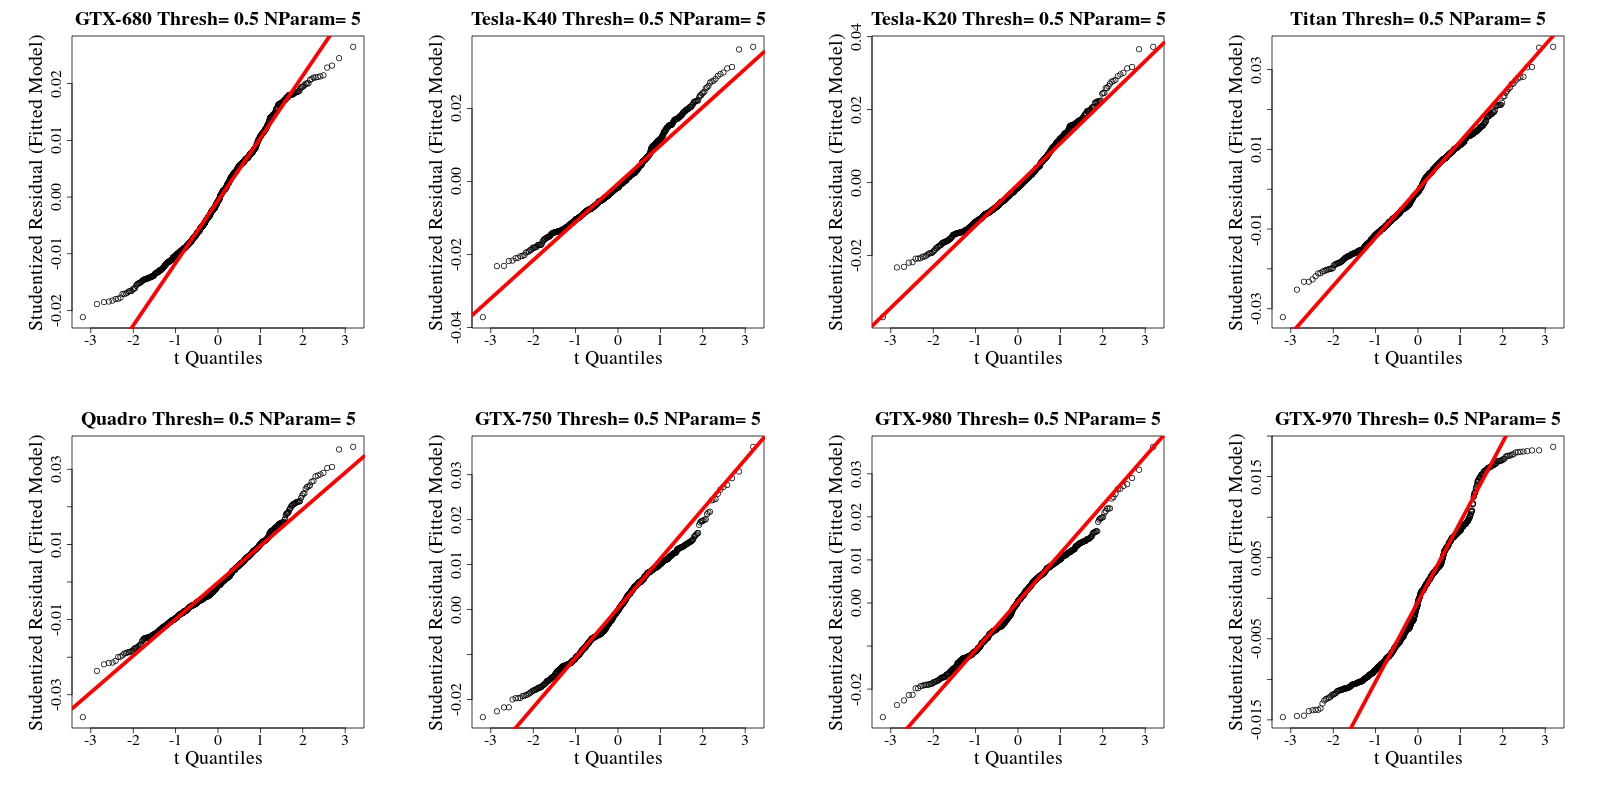 GTX-680 Thresh= 0.5 NParam= 5
Studentized Residual (Fitted Model)
0.02
0.01
0.00
-0.01
-0.02
-3 -2 -1 0 1 2 3
t Quantiles
Tesla-K40 Thresh= 0.5 NParam= 5
Studentized Residual (Fitted Model)
0.02
0.00
-0.02
-0.04
-3 -2 -1 0 1 2 3
t Quantiles
Tesla-K20 Thresh= 0.5 NParam= 5
Studentized Residual (Fitted Model)
0.04
0.02
0.00
-0.02
-3 -2 -1 0 1 2 3
t Quantiles
Titan Thresh= 0.5 NParam= 5
Studentized Residual (Fitted Model)
0.03
0.01
-0.01
-0.03
-3 -2 -1 0 1 2 3
t Quantiles
Quadro Thresh= 0.5 NParam= 5
Studentized Residual (Fitted Model)
0.03
0.01
-0.01
-0.03
-3 -2 -1 0 1 2 3
t Quantiles
GTX-750 Thresh= 0.5 NParam= 5
Studentized Residual (Fitted Model)
0.03
0.02
0.01
0.00
-0.02
-3 -2 -1 0 1 2 3
t Quantiles
GTX-980 Thresh= 0.5 NParam= 5
Studentized Residual (Fitted Model)
0.03
0.02
0.01
0.00
-0.02
-3 -2 -1 0 1 2 3
t Quantiles
GTX-970 Thresh= 0.5 NParam= 5
Studentized Residual (Fitted Model)
0.015
0.005
-0.005
-0.015
-3 -2 -1 0 1 2 3
t Quantiles